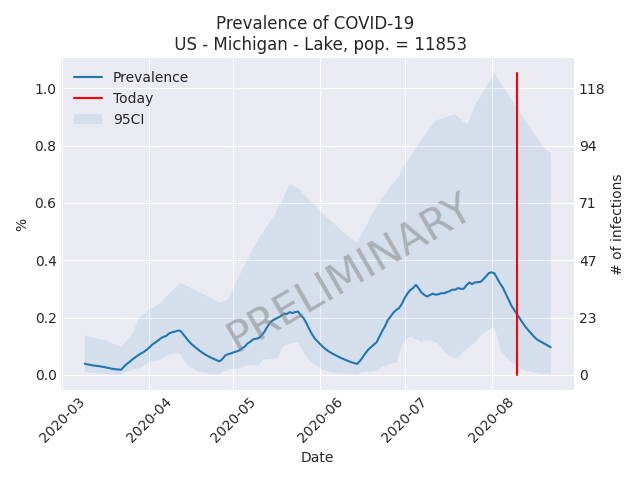 Prevalence of COVID-19
US - Michigan - Lake, pop. = 11853
Prevalence
Today
95CI
1.0
0.8
0.6
0.4
0.2
0.0
%
118
94
71
47
23
0
# of infections
PRELIMINARY
2020-03
2020-04
2020-05
2020-06
2020-07
2020-08
Date